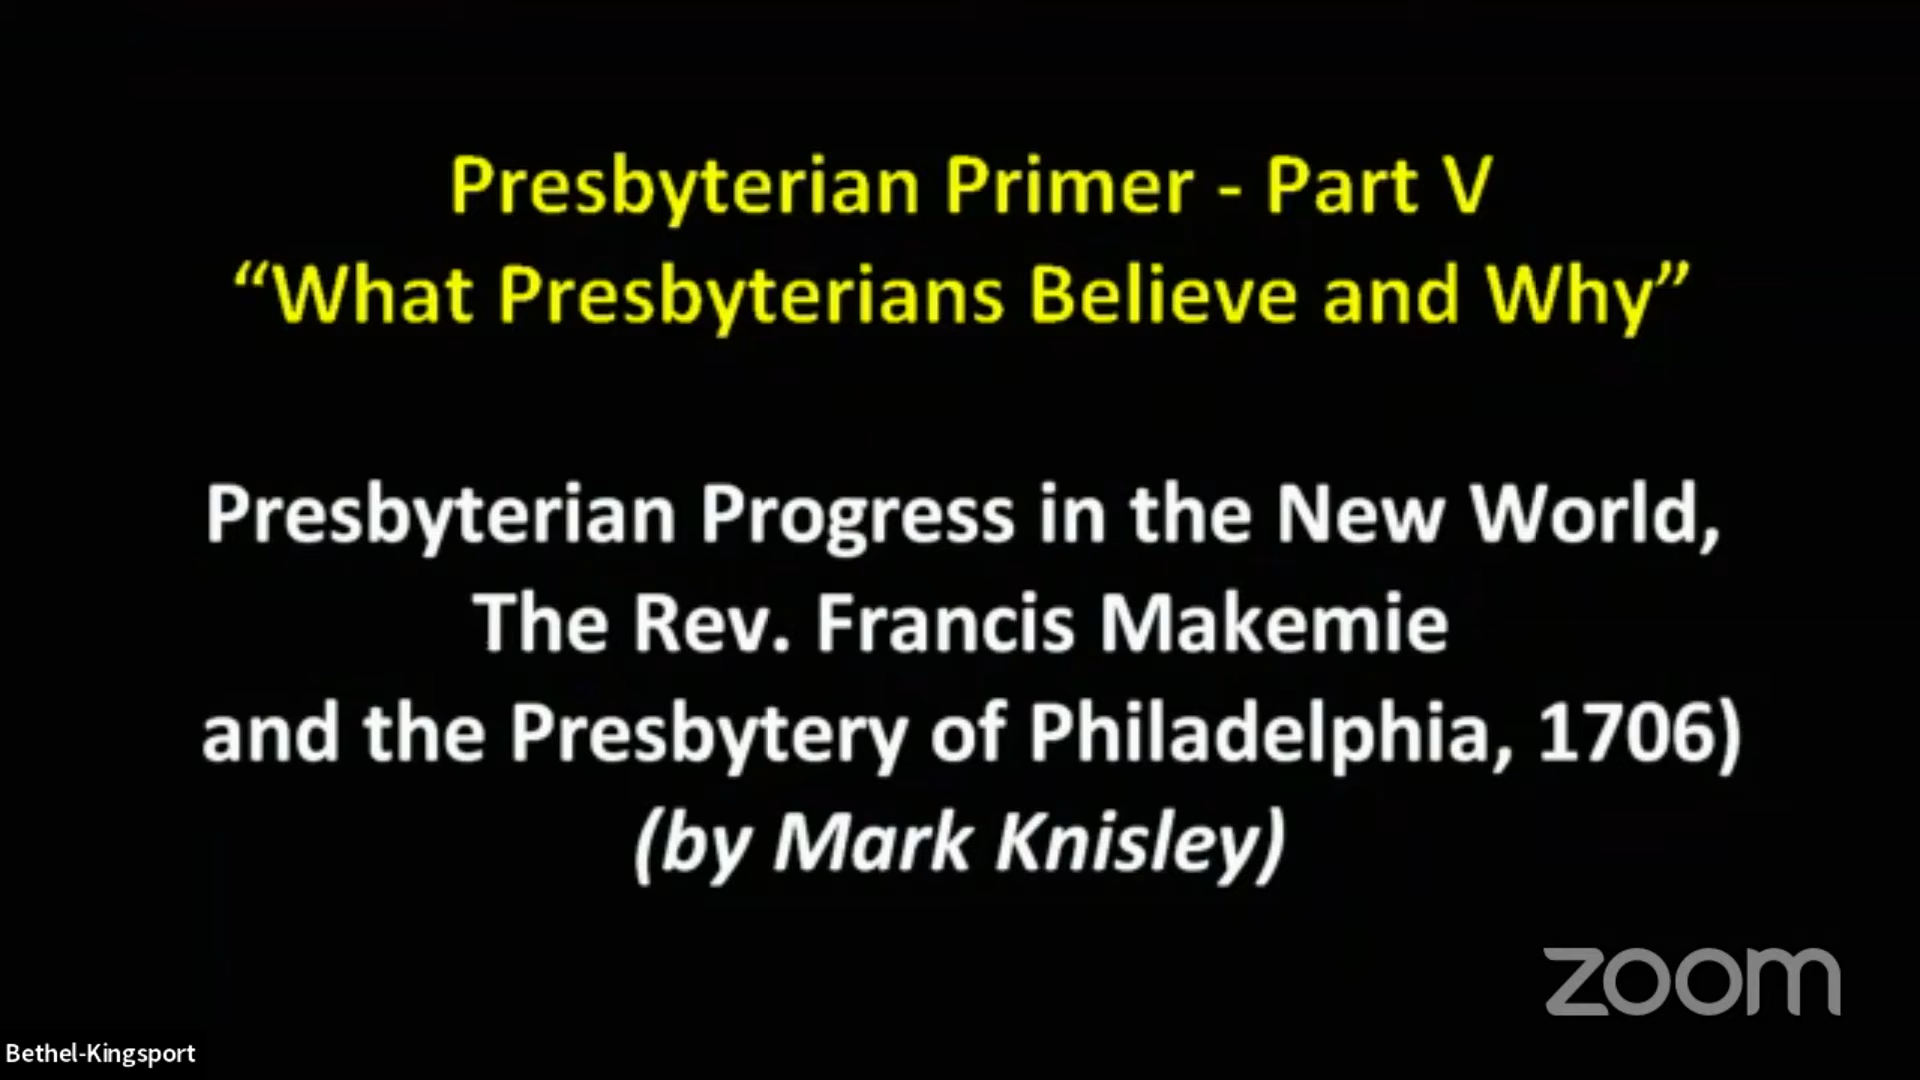 Presbyterian Primer - Part V
“What Presbyterians Believe and Why”
Presbyterian Progress in the New World,
The Rev. Francis Makemie
and the Presbytery of Philadelphia, 1706)
(by Mark Knisley)
zoom
Bethel-Kingsport